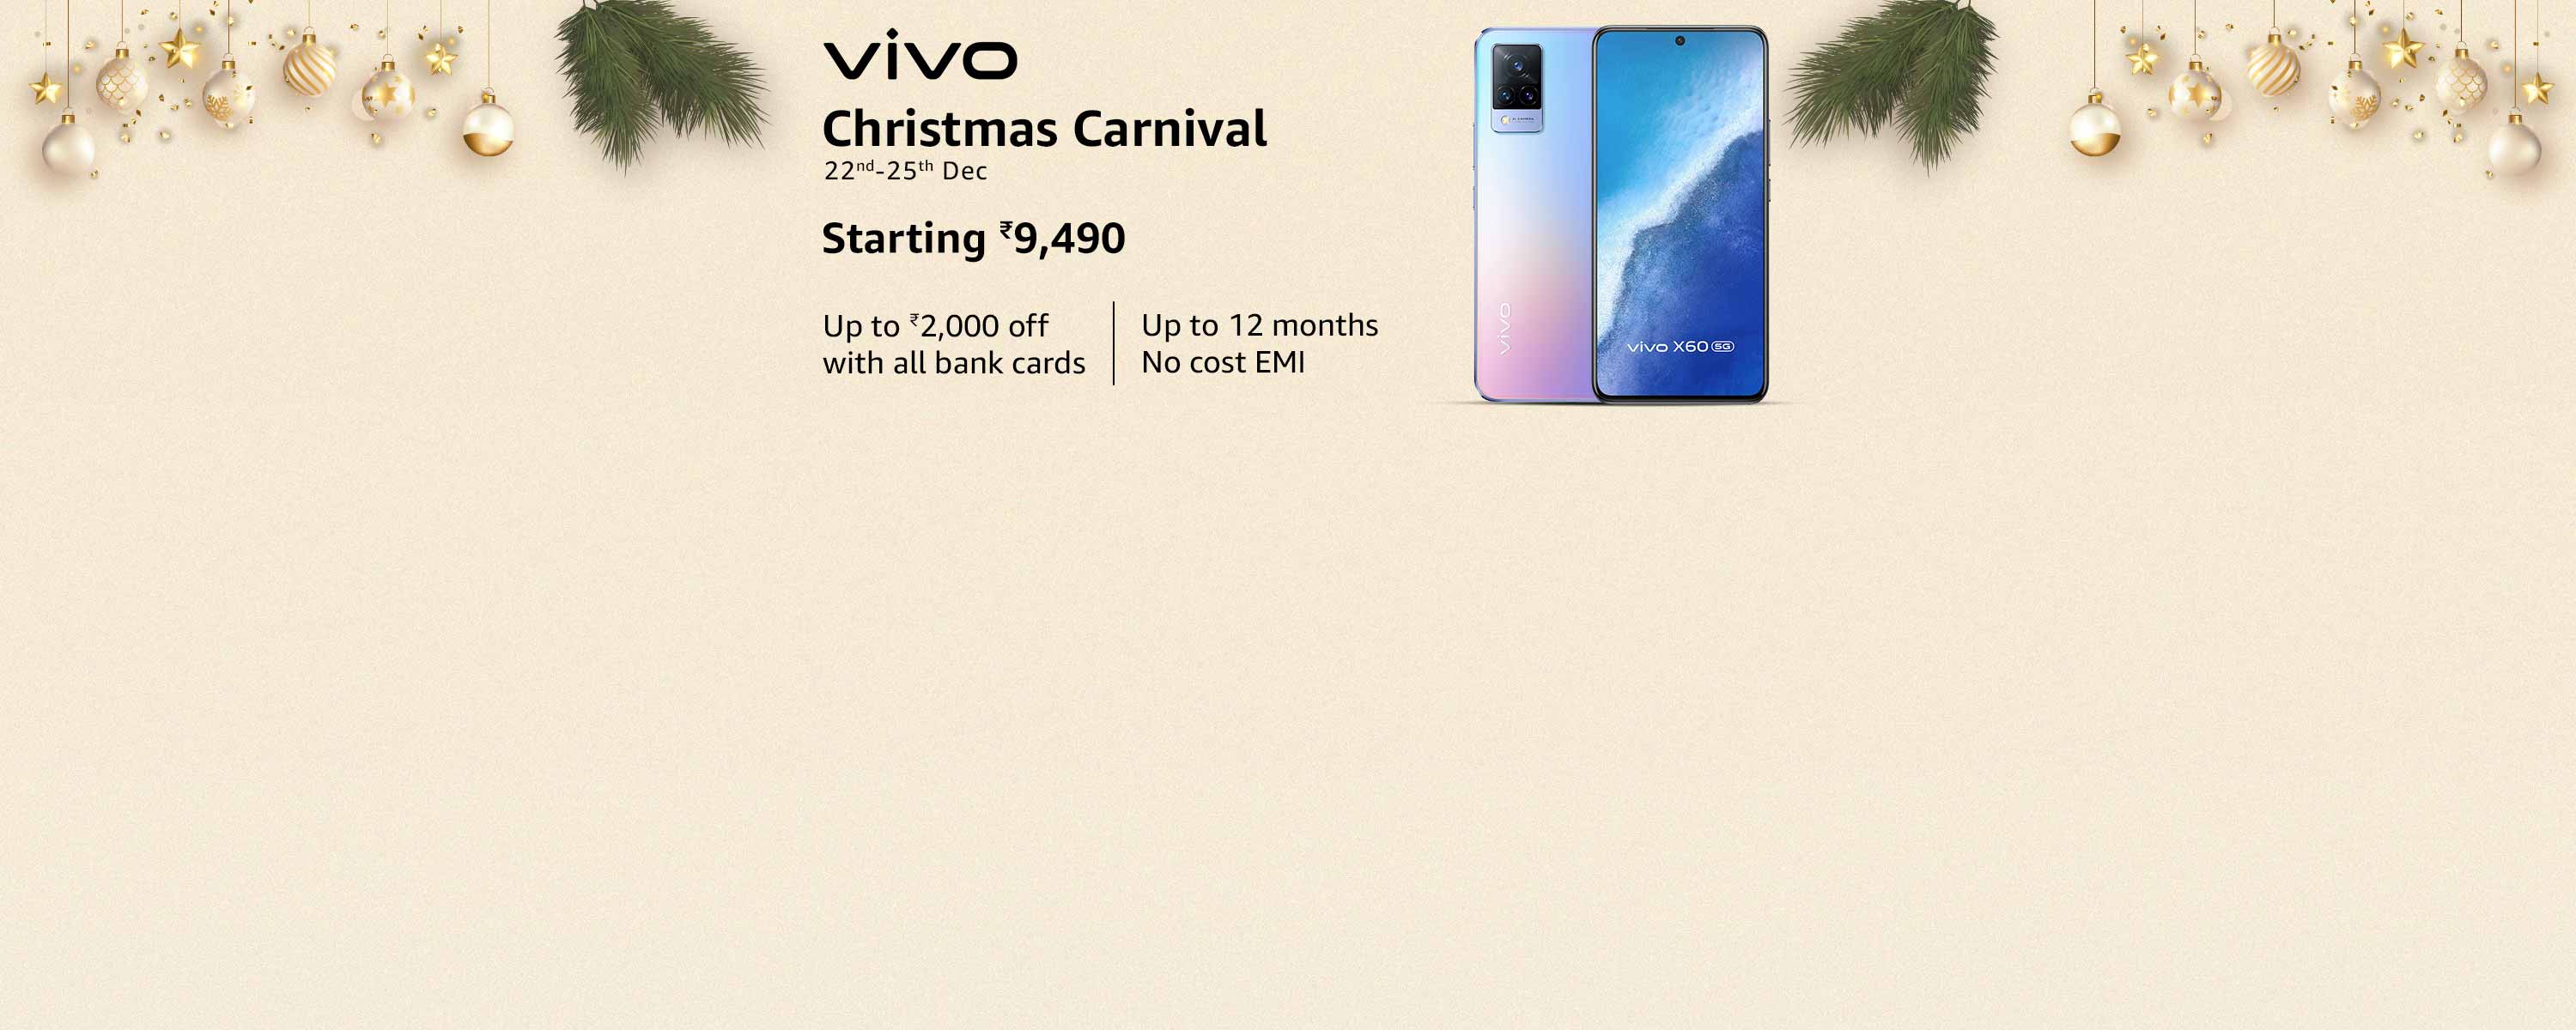 vivo
Christmas Carnival
22nd-25th Dec
Starting ₹9,490
Up to ₹2,000 off
with all bank cards
Up to 12 months
No cost EMI
vivo
vivo X60 5G